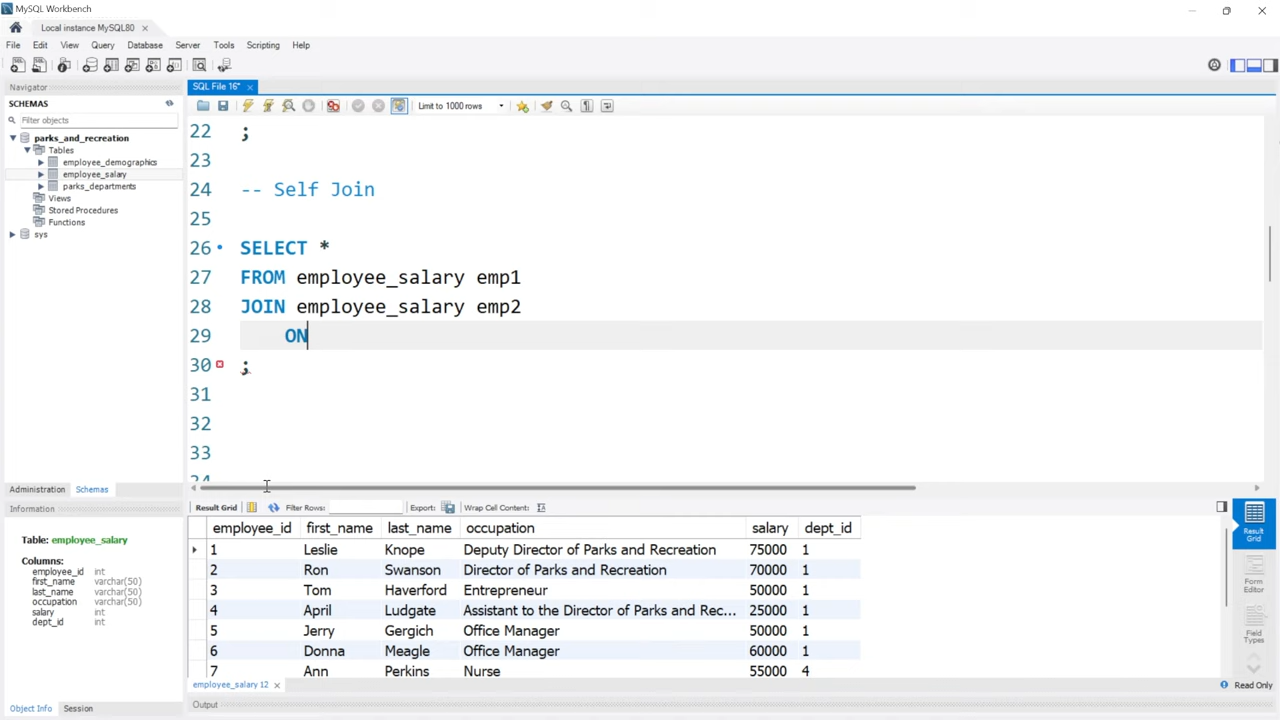 MySQL Workbench
Local instance MySQL80
File Edit View Query Database Server Tools Scripting Help
Navigator
SQL File 16*
SCHEMAS
Limit to 1000 rows
Filter objects
parks_and_recreation
Tables
employee_demographics
employee_salary
parks_departments
Views
Stored Procedures
Functions
sys
22 ;
23
24 -- Self Join
25
26 SELECT *
27 FROM employee_salary emp1
28 JOIN employee_salary emp2
29 ON
30 ;
31
32
33
34
Administration Schemas
Information
Table: employee_salary
Columns:
employee_id int
first_name varchar(50)
last_name varchar(50)
occupation varchar(50)
salary int
dept_id int
Object Info Session
Result Grid Filter Rows: Export: Wrap Cell Content:
employee_id first_name last_name occupation salary dept_id
1 Leslie Knope Deputy Director of Parks and Recreation 75000 1
2 Ron Swanson Director of Parks and Recreation 70000 1
3 Tom Haverford Entrepreneur 50000 1
4 April Ludgate Assistant to the Director of Parks and Rec... 25000 1
5 Jerry Gergich Office Manager 50000 1
6 Donna Meagle Office Manager 60000 1
7 Ann Perkins Nurse 55000 4
Result Grid
Form Editor
Field Types
employee_salary 12
Read Only
Output